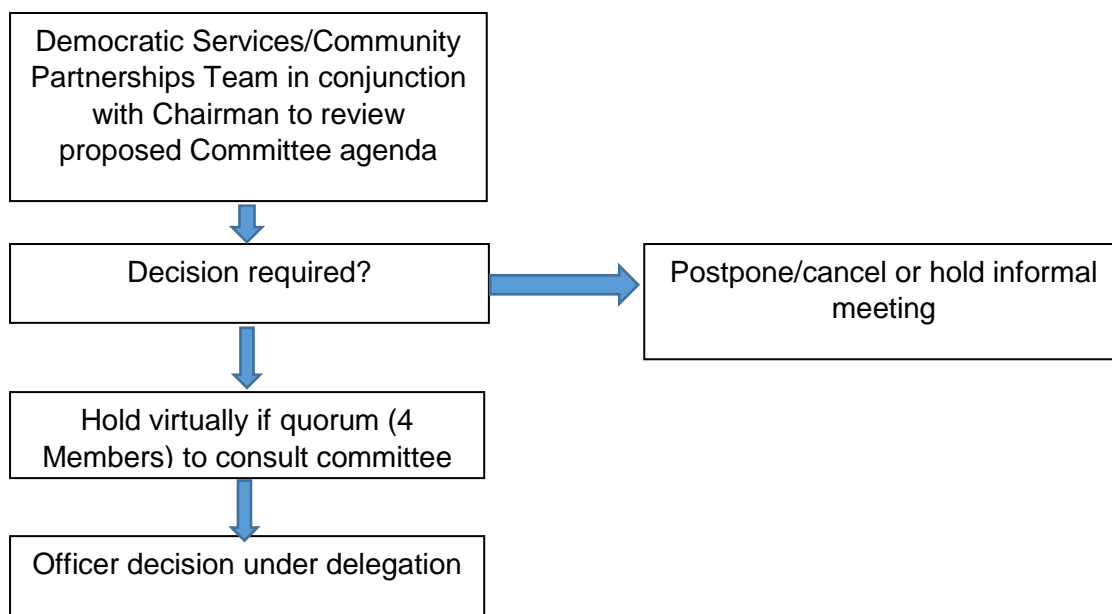 Democratic Services/Community
Partnerships Team in conjunction
with Chairman to review
proposed Committee agenda
Decision required?
Postpone/cancel or hold informal
meeting
Hold virtually if quorum (4
Members) to consult committee
Officer decision under delegation